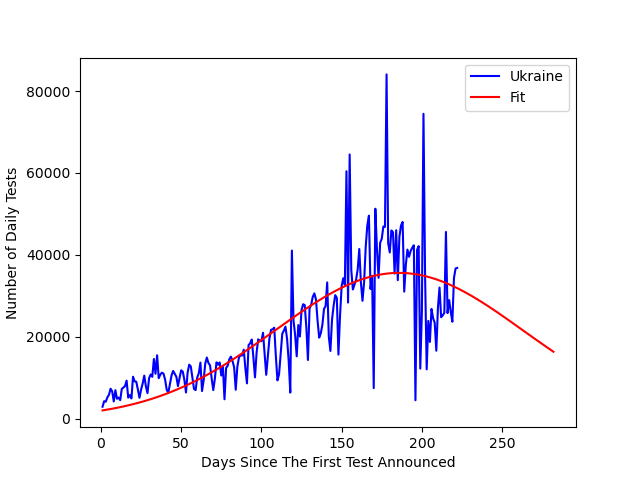 Ukraine
Fit
80000
60000
40000
20000
0
Number of Daily Tests
0 50 100 150 200 250
Days Since The First Test Announced